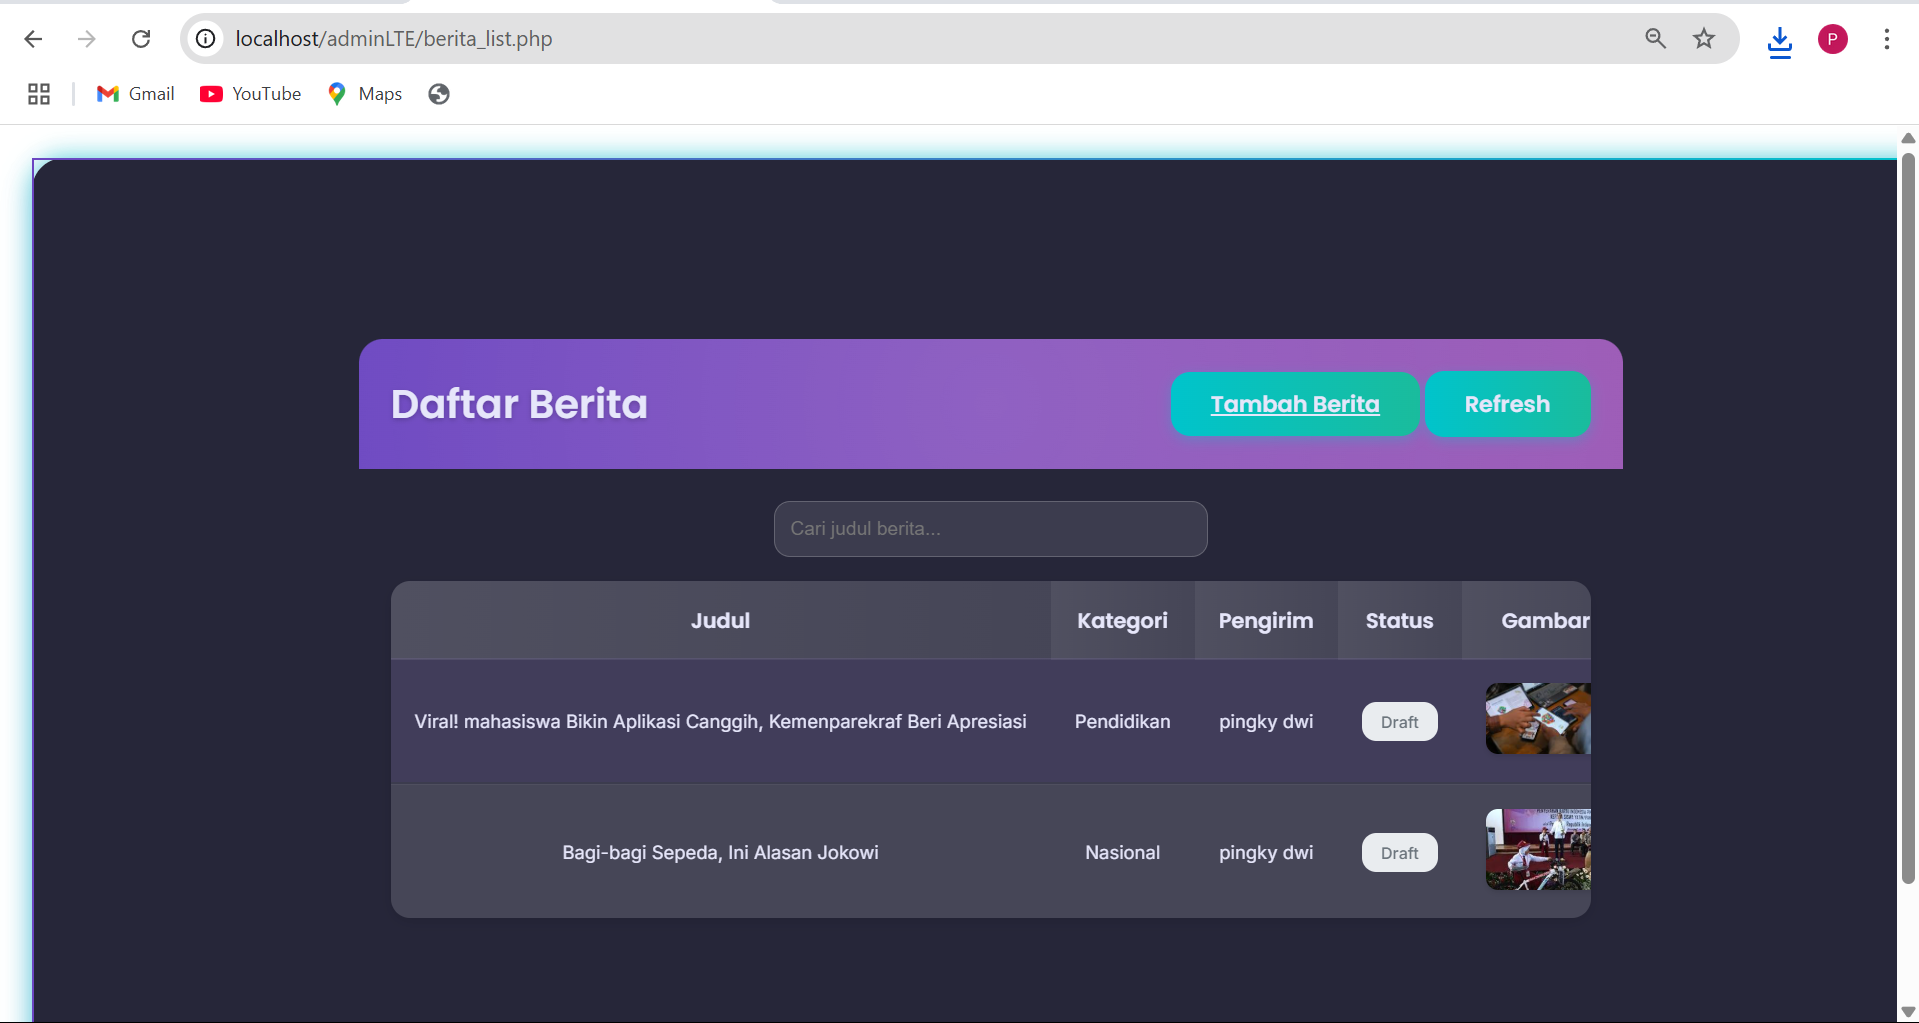 localhost/adminLTE/berita_list.php
P
Gmail
YouTube
Maps
Daftar Berita
Tambah Berita
Refresh
Cari judul berita...
Judul Kategori Pengirim Status Gambar
Viral! mahasiswa Bikin Aplikasi Canggih, Kemenparekraf Beri Apresiasi Pendidikan pingky dwi Draft
Bagi-bagi Sepeda, Ini Alasan Jokowi Nasional pingky dwi Draft